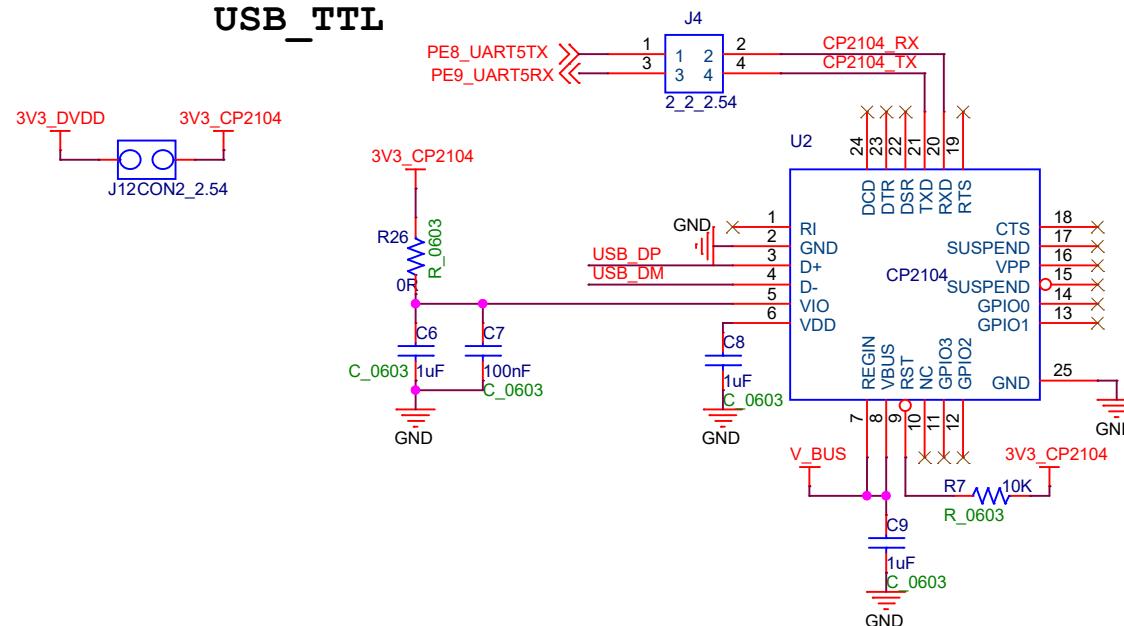 USB_TTL
J4
PE8_UART5TX
1
1
2
2
CP2104_RX
PE9_UART5RX
3
3
4
4
CP2104_TX
2_2_2.54
3V3_DVDD
3V3_CP2104
J12CON2_2.54
3V3_CP2104
R26
R_0603
0R
U2
24
23
22
21
20
19
DCD
DTR
DSR
TXD
RXD
RTS
GND
1
RI
2
GND
USB_DP
3
D+
USB_DM
4
D-
5
VIO
6
VDD
CP2104
CTS
18
SUSPEND
17
VPP
16
SUSPEND
15
GPIO0
14
GPIO1
13
GND
25
GND
REGIN
VBUS
RST
NC
GPIO3
GPIO2
7
8
9
10
11
12
C6
C_0603
1uF
C7
100nF
C_0603
GND
C8
1uF
C_0603
GND
V_BUS
3V3_CP2104
R7
10K
R_0603
C9
1uF
C_0603
GND